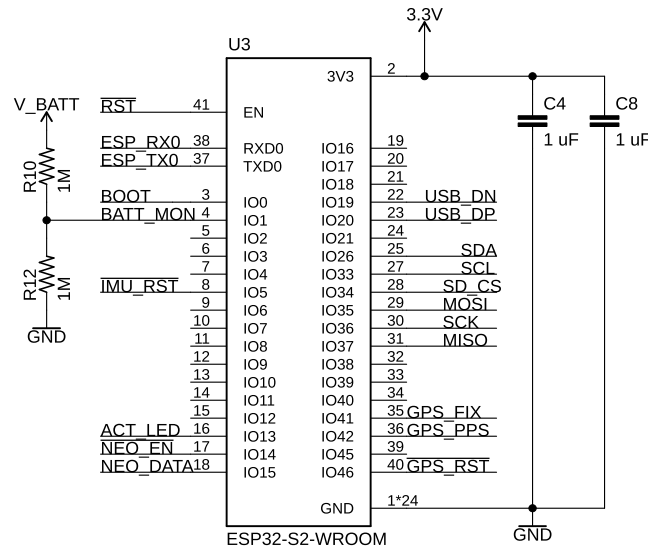 3.3V
U3
3V3 2
C4
C8
V_BATT
RST 41 EN
1 uF
1 uF
ESP_RX0 38 RXD0 IO16 19
ESP_TX0 37 TXD0 IO17 20
R10
1M
IO18 21
BOOT 3 IO0 IO19 22 USB_DN
BATT_MON 4 IO1 IO20 23 USB_DP
5 IO2 IO21 24
6 IO3 IO26 25 SDA
7 IO4 IO33 27 SCL
R12
1M
IMU_RST 8 IO5 IO34 28 SD_CS
9 IO6 IO35 29 MOSI
10 IO7 IO36 30 SCK
GND
11 IO8 IO37 31 MISO
12 IO9 IO38 32
13 IO10 IO39 33
14 IO11 IO40 34
15 IO12 IO41 35 GPS_FIX
ACT_LED 16 IO13 IO42 36 GPS_PPS
NEO_EN 17 IO14 IO45 39
NEO_DATA 18 IO15 IO46 40 GPS_RST
GND 1*24
GND
ESP32-S2-WROOM